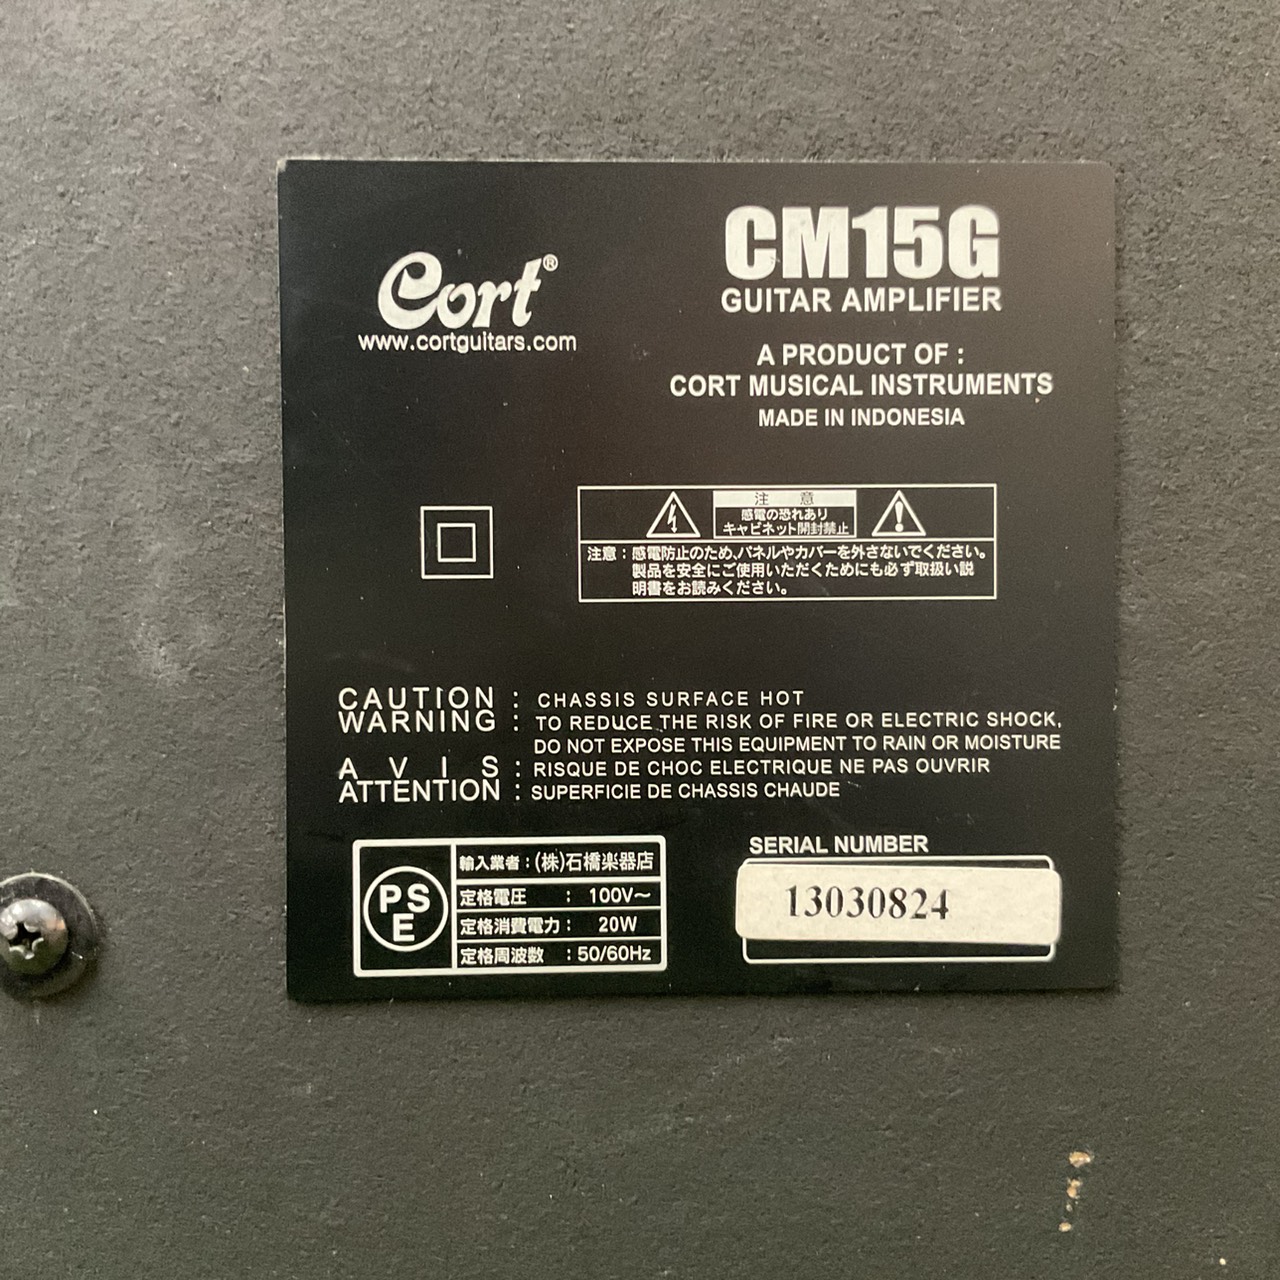 Cort®
www.cortguitars.com
CM15G
GUITAR AMPLIFIER
A PRODUCT OF :
CORT MUSICAL INSTRUMENTS
MADE IN INDONESIA
注 意
感電の恐れあり
キャビネット開封禁止
注意 : 感電防止のため、パネルやカバーを外さないでください。
製品を安全にご使用いただくためにも必ず取扱い説
明書をお読みください。
CAUTION : CHASSIS SURFACE HOT
WARNING : TO REDUCE THE RISK OF FIRE OR ELECTRIC SHOCK,
DO NOT EXPOSE THIS EQUIPMENT TO RAIN OR MOISTURE
AVIS : RISQUE DE CHOC ELECTRIQUE NE PAS OUVRIR
ATTENTION : SUPERFICIE DE CHASSIS CHAUDE
PS
E
輸入業者 : (株)石橋楽器店
定格電圧 : 100V〜
定格消費電力 : 20W
定格周波数 : 50/60Hz
SERIAL NUMBER
13030824